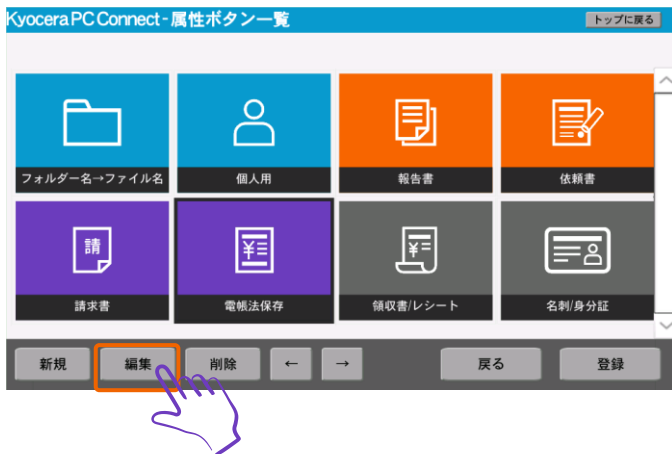 Kyocera PC Connect - 属性ボタン一覧
トップに戻る
フォルダー名→ファイル名
個人用
報告書
依頼書
請
¥
¥
請求書
電帳法保存
領収書/レシート
名刺/身分証
新規
編集
削除
←
→
戻る
登録